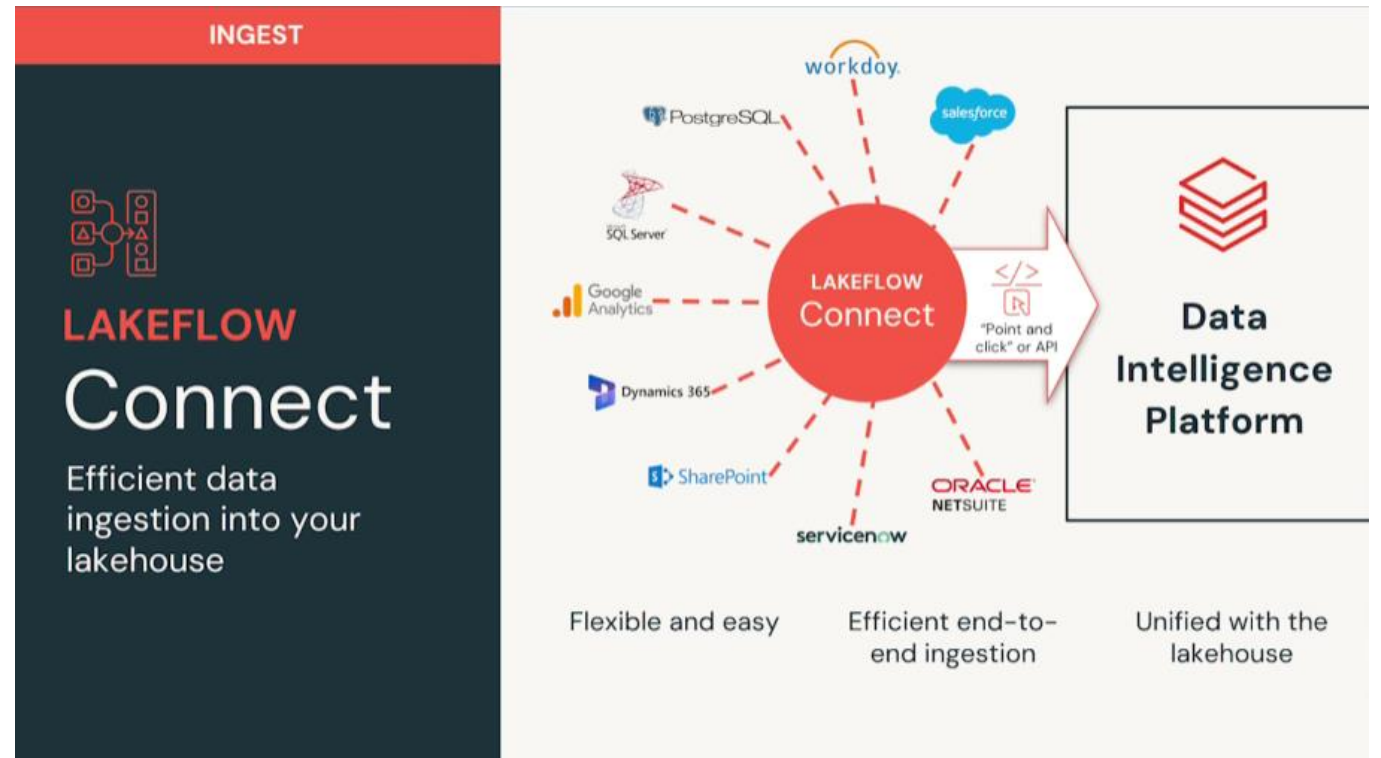 INGEST
LAKEFLOW
Connect
Efficient data
ingestion into your
lakehouse
workday.
PostgreSQL
salesforce
SQL Server
Google
Analytics
Dynamics 365
SharePoint
servicenow
ORACLE
NETSUITE
LAKEFLOW
Connect
</>
"Point and
click" or API
Data
Intelligence
Platform
Flexible and easy
Efficient end-to-
end ingestion
Unified with the
lakehouse